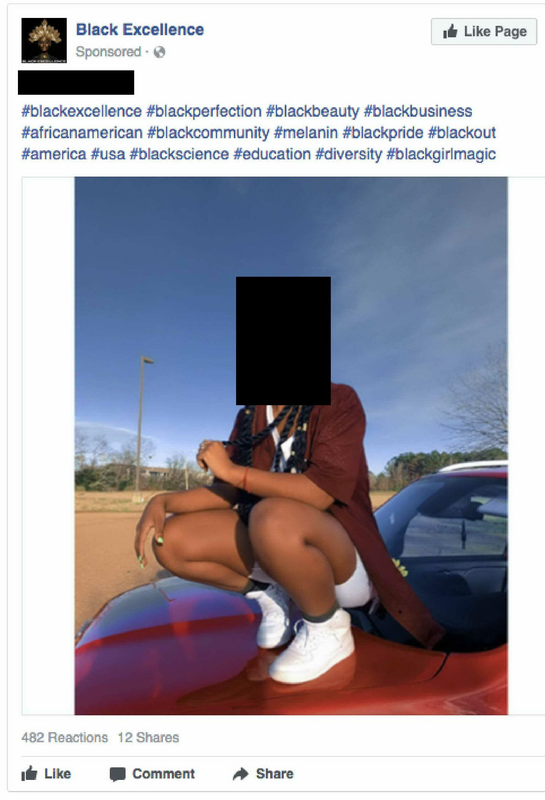 Black Excellence
Like Page
Sponsored ·
#blackexcellence #blackperfection #blackbeauty #blackbusiness
#africanamerican #blackcommunity #melanin #blackpride #blackout
#america #usa #blackscience #education #diversity #blackgirlmagic
482 Reactions 12 Shares
Like Comment Share